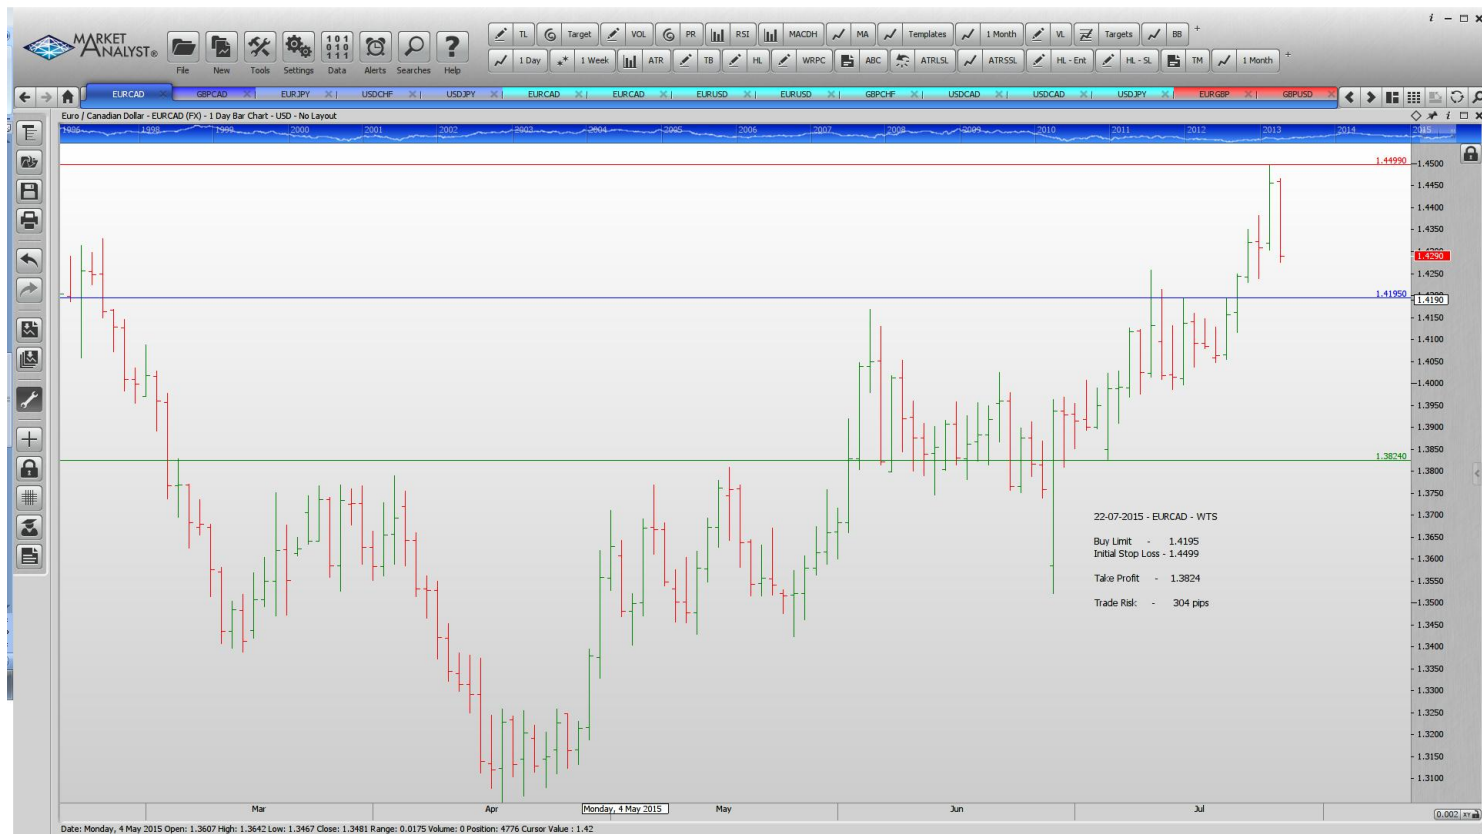 MARKET
ANALYST®
File New Tools Settings Data Alerts Searches Help
TL Target VOL PR RSI MACDH MA Templates 1 Month VL Targets BB
1 Day 1 Week ATR TB HL WRPC ABC ATRLSL ATRSSL HL - Ent HL - SL TM 1 Month
EURCAD GBPCAD EURJPY USDCHF USDJPY EURCAD EURCAD EURUSD EURUSD GBPCHF USDCAD USDCAD USDJPY EURGBP GBPUSD
Euro / Canadian Dollar - EURCAD (FX) - 1 Day Bar Chart - USD - No Layout
1996 1998 1999 2000 2001 2002 2003 2004 2005 2006 2007 2008 2009 2010 2011 2012 2013 2014 2015
1.44990
1.4500
1.4450
1.4400
1.4350
1.4290
1.4250
1.41950
1.4190
1.4150
1.4100
1.4050
1.4000
1.3950
1.3900
1.3850
1.38240
1.3800
1.3750
1.3700
1.3650
1.3600
1.3550
1.3500
1.3450
1.3400
1.3350
1.3300
1.3250
1.3200
1.3150
1.3100
22-07-2015 - EURCAD - WTS
Buy Limit - 1.4195
Initial Stop Loss - 1.4499
Take Profit - 1.3824
Trade Risk - 304 pips
Mar Apr Monday, 4 May 2015 May Jun Jul
0.002 XY
Date: Monday, 4 May 2015 Open: 1.3607 High: 1.3642 Low: 1.3467 Close: 1.3481 Range: 0.0175 Volume: 0 Position: 4776 Cursor Value : 1.42